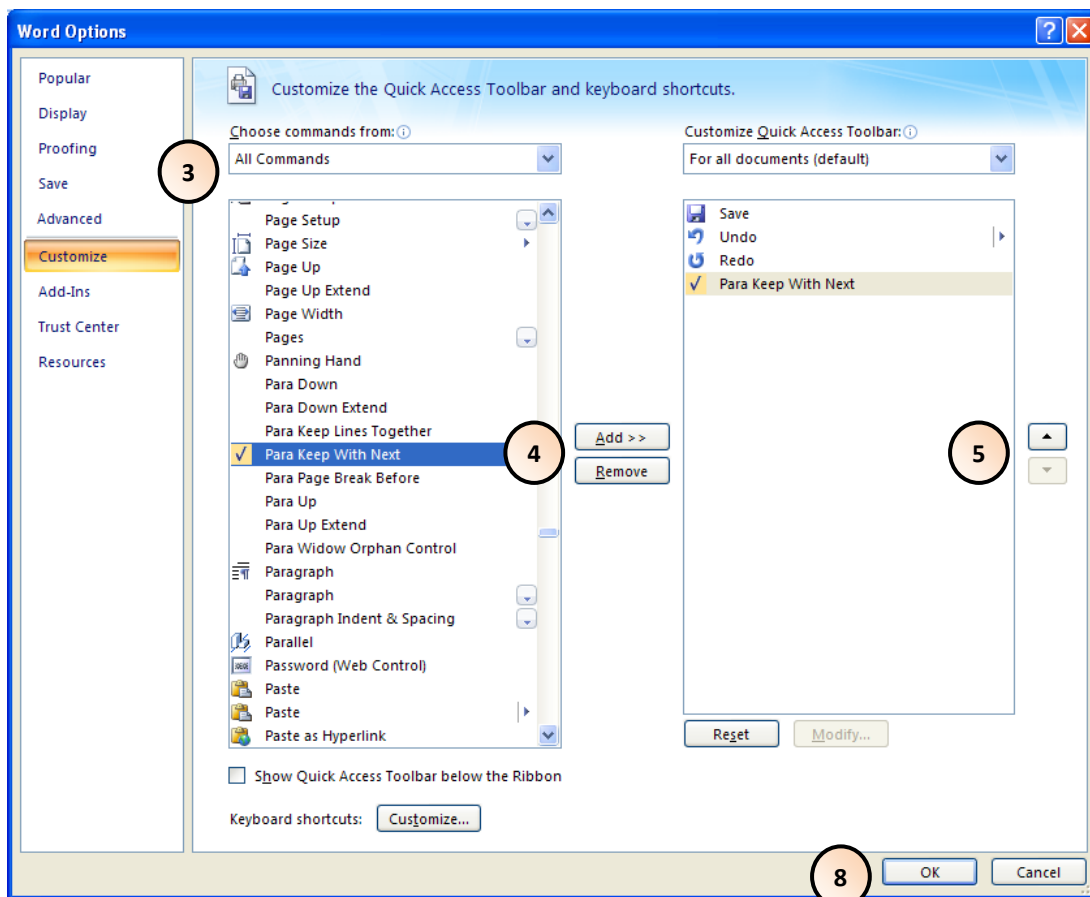 Word Options
Popular
Display
Proofing
Save
Advanced
Customize
Add-Ins
Trust Center
Resources
Customize the Quick Access Toolbar and keyboard shortcuts.
Choose commands from:
3
All Commands
Page Setup
Page Size
Page Up
Page Up Extend
Page Width
Pages
Panning Hand
Para Down
Para Down Extend
Para Keep Lines Together
Para Keep With Next
Para Page Break Before
Para Up
Para Up Extend
Para Widow Orphan Control
Paragraph
Paragraph
Paragraph Indent & Spacing
Parallel
Password (Web Control)
Paste
Paste
Paste as Hyperlink
4
Add >>
Remove
Customize Quick Access Toolbar:
For all documents (default)
Save
Undo
Redo
Para Keep With Next
5
Reset
Modify...
Show Quick Access Toolbar below the Ribbon
Keyboard shortcuts:
Customize...
8
OK
Cancel